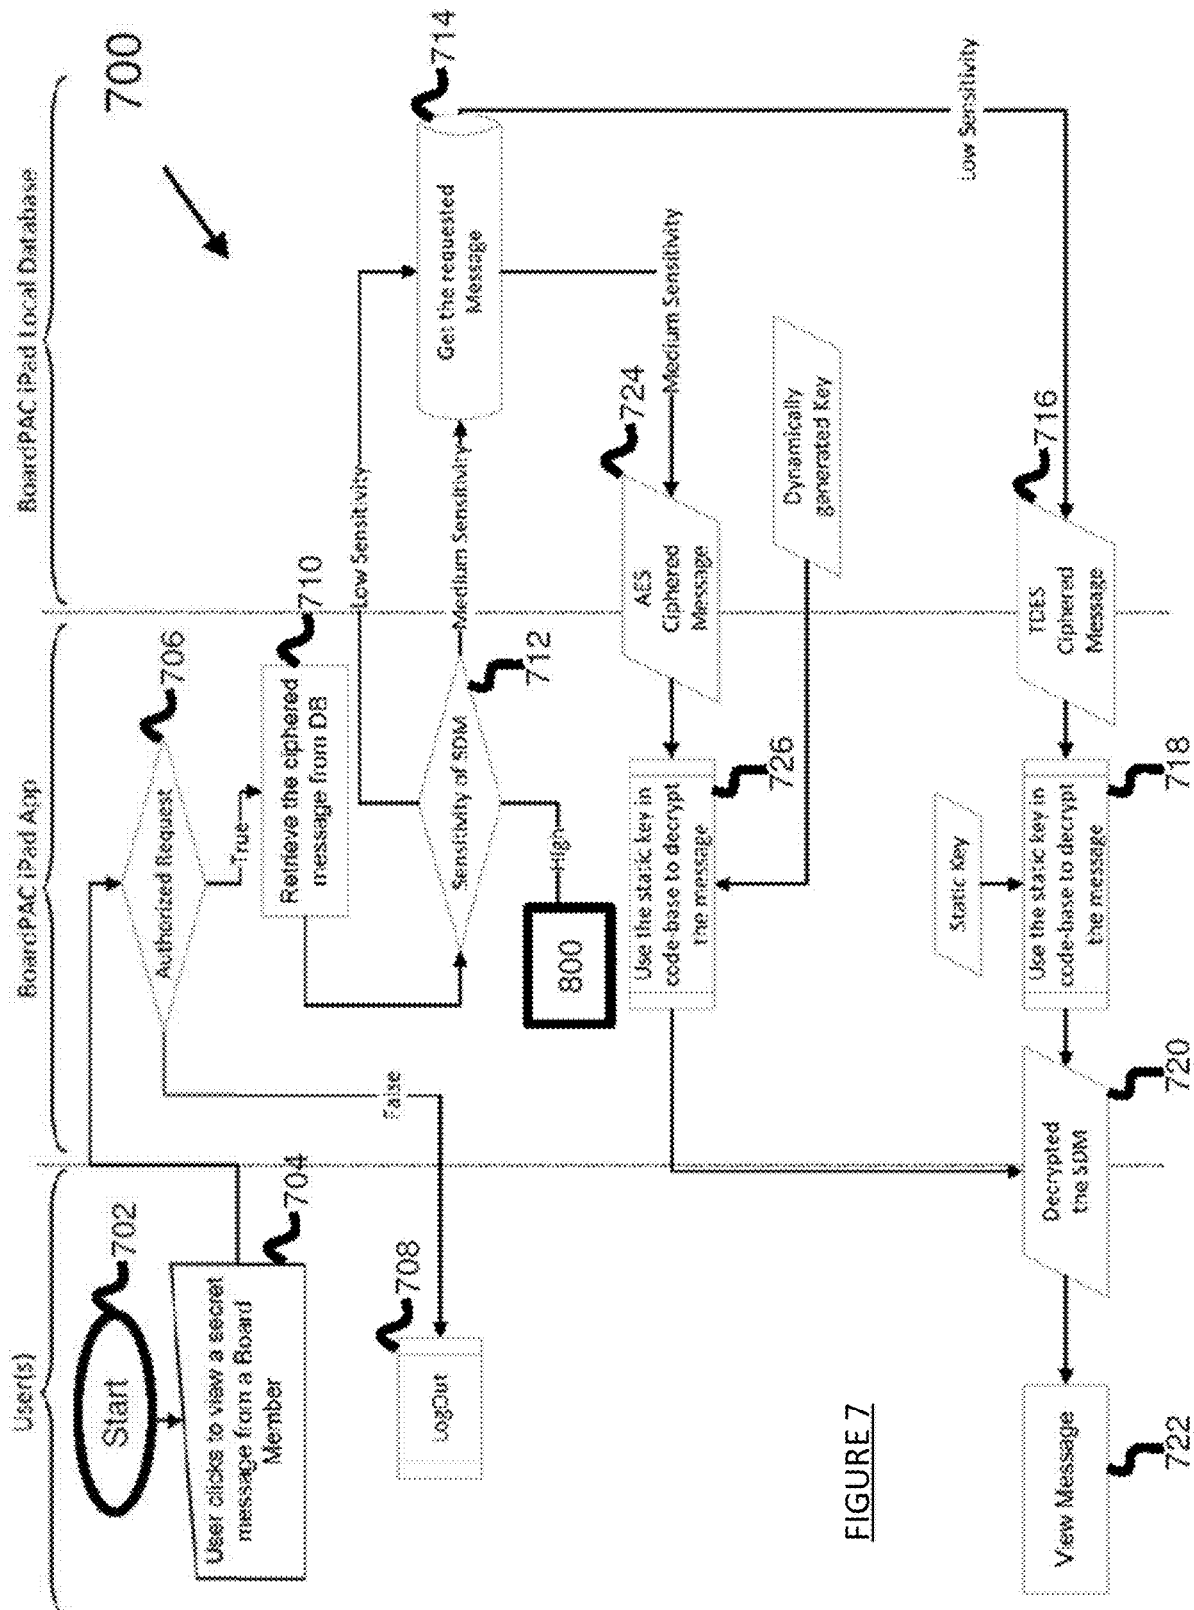 User(s)
BoardPAC iPad App
BoardPAC iPad Local Database
700
Start
702
User clicks to view a secret
message from a Board
Member
704
Authorized Request
706
True
False
LogOut
708
Retrieve the ciphered
message from DB
710
Sensitivity of SDM
712
Low Sensitivity
Medium Sensitivity
High
800
Get the requested
Message
714
Medium Sensitivity
Low Sensitivity
AES
Ciphered
Message
724
Dynamically
ganerated Key
Use the static key in
code-base to decrypt
the message
726
TDES
Ciphered
Message
716
Static Key
Use the static key in
code-base to decrypt
the message
718
Decrypted
the SDM
720
View Message
722
FIGURE 7